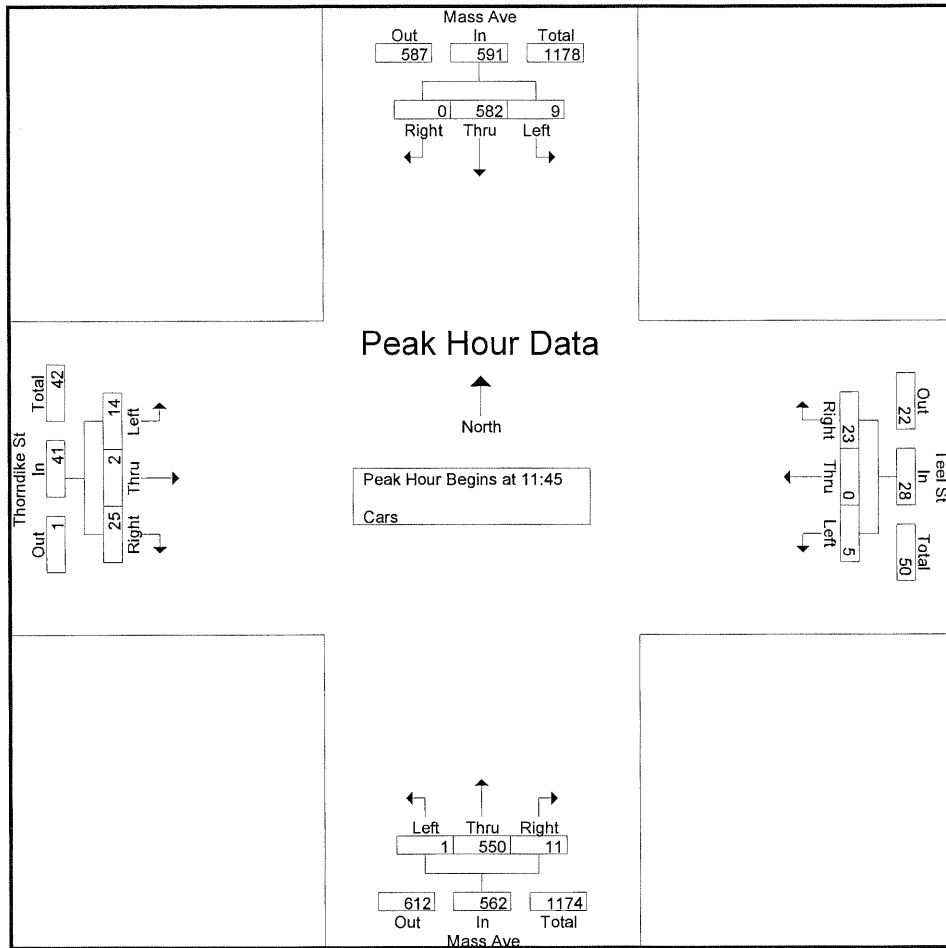 Mass Ave
Out In Total
587 591 1178
0 582 9
Right Thru Left
Peak Hour Data
North
Peak Hour Begins at 11:45
Cars
Thorndike St
Out In Total
1 41 42
14 2 25
Left Thru Right
Teel St
Out In Total
22 28 50
23 0 5
Right Thru Left
Left Thru Right
1 550 11
612 562 1174
Out In Total
Mass Ave